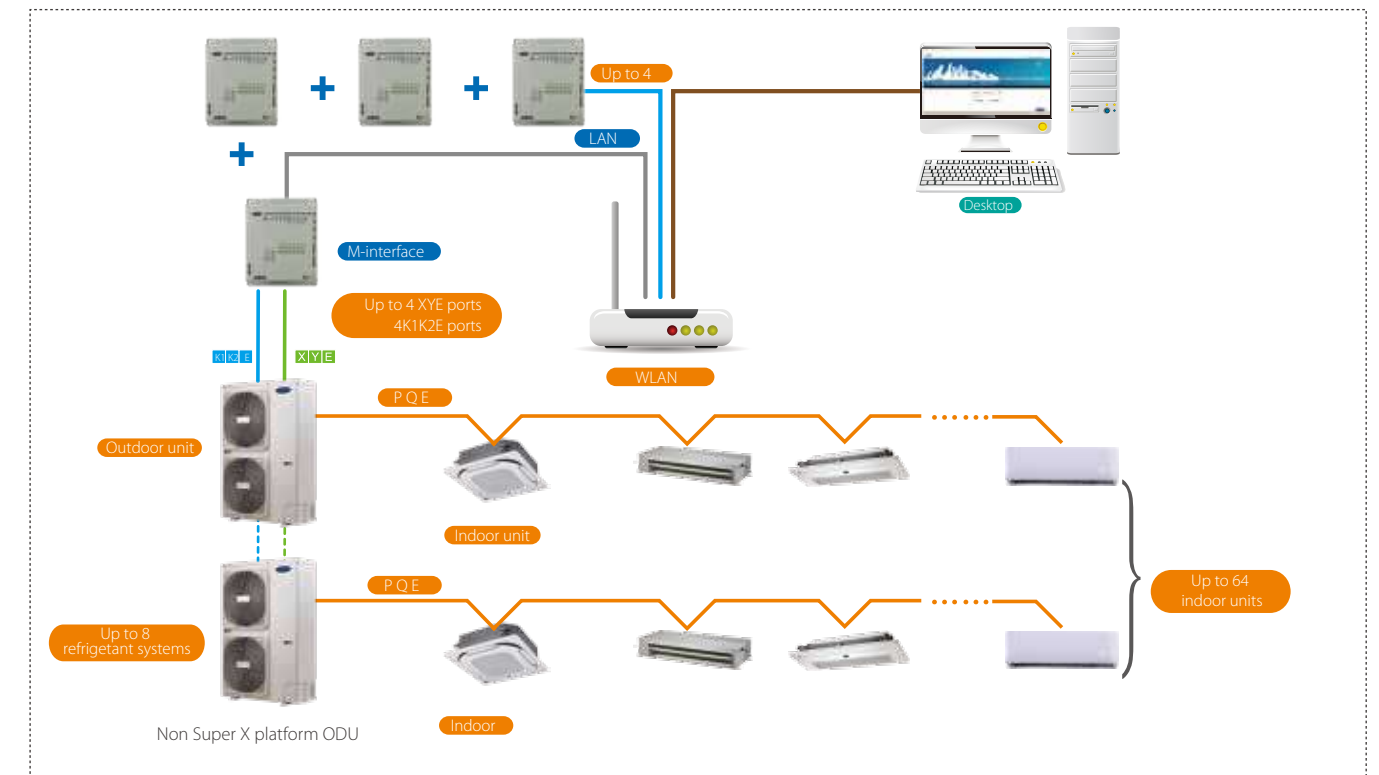 Up to 4
LAN
Desktop
M-interface
Up to 4 XYE ports
4K1K2E ports
K1 K2 E
X Y E
WLAN
P Q E
Outdoor unit
Indoor unit
P Q E
Up to 64
indoor units
Up to 8
refrigetant systems
Indoor
Non Super X platform ODU